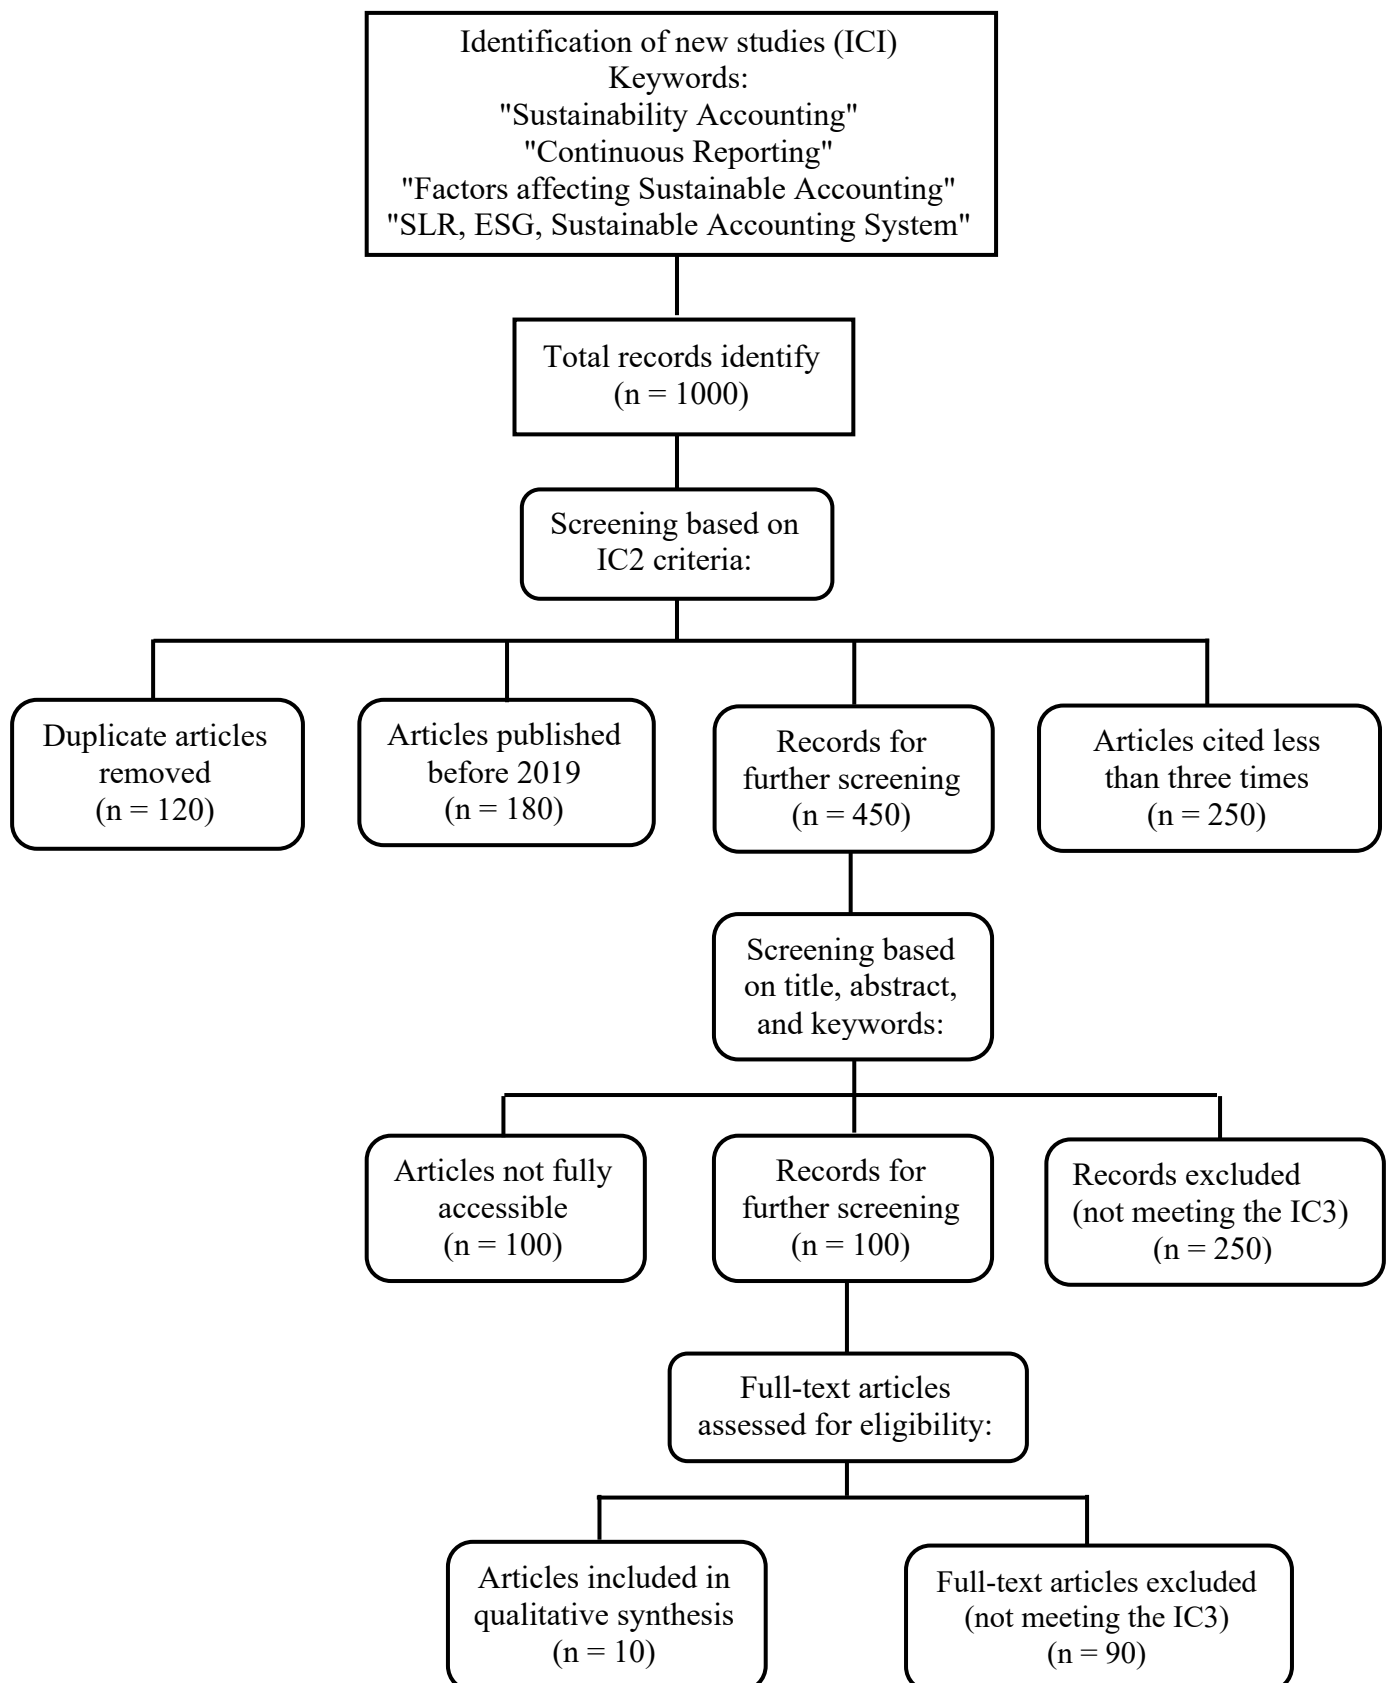 Identification of new studies (ICI)
Keywords:
"Sustainability Accounting"
"Continuous Reporting"
"Factors affecting Sustainable Accounting"
"SLR, ESG, Sustainable Accounting System"
Total records identify
(n = 1000)
Screening based on
IC2 criteria:
Duplicate articles
removed
(n = 120)
Articles published
before 2019
(n = 180)
Records for
further screening
(n = 450)
Articles cited less
than three times
(n = 250)
Screening based
on title, abstract,
and keywords:
Articles not fully
accessible
(n = 100)
Records for
further screening
(n = 100)
Records excluded
(not meeting the IC3)
(n = 250)
Full-text articles
assessed for eligibility:
Articles included in
qualitative synthesis
(n = 10)
Full-text articles excluded
(not meeting the IC3)
(n = 90)